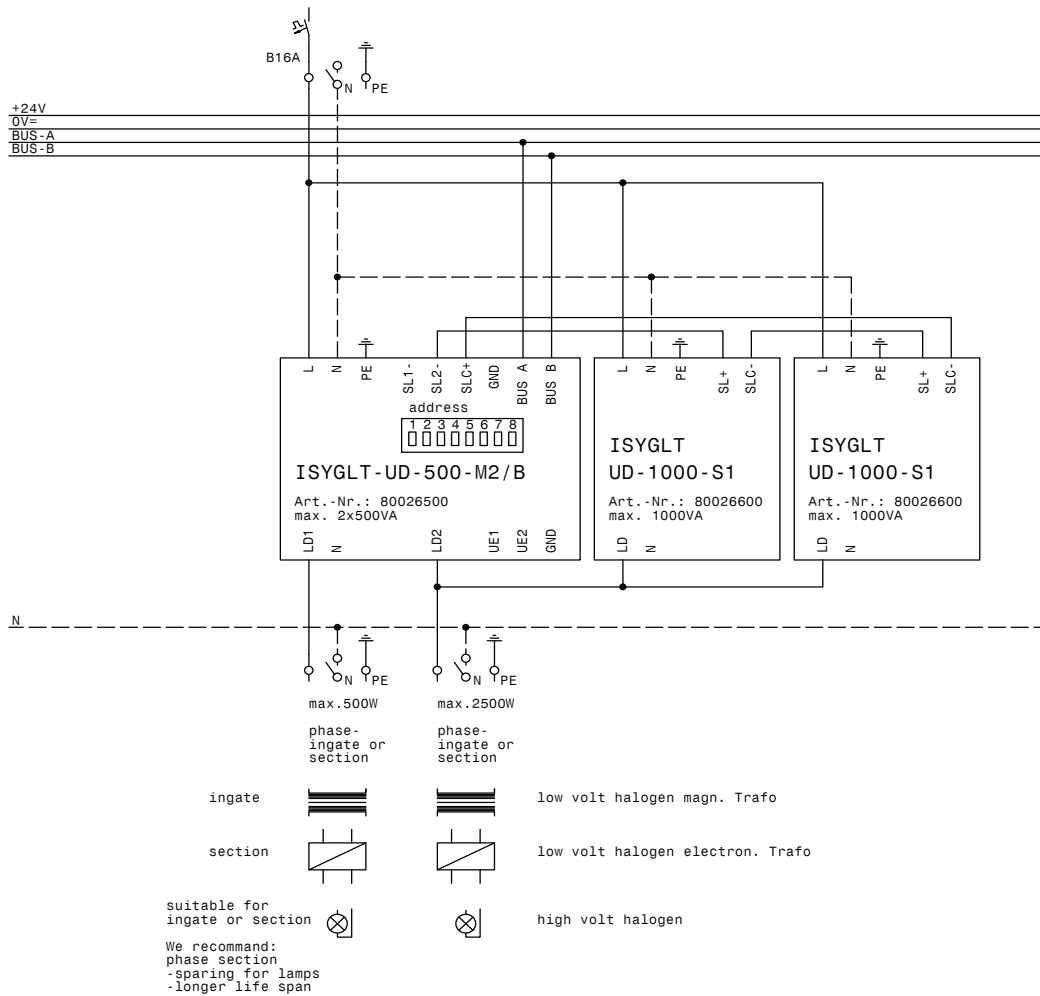 B16A
N
PE
+24V
0V=
BUS-A
BUS-B
L N PE SL1- SL2- SLC+ GND BUS A BUS B
address
1 2 3 4 5 6 7 8
ISYGLT-UD-500-M2/B
Art.-Nr.: 80026500
max. 2x500VA
LD1 N LD2 UE1 UE2 GND
L N PE SL+ SLC-
ISYGLT
UD-1000-S1
Art.-Nr.: 80026600
max. 1000VA
LD N
L N PE SL+ SLC-
ISYGLT
UD-1000-S1
Art.-Nr.: 80026600
max. 1000VA
LD N
N
N PE
N PE
max.500W
phase-
ingate or
section
max.2500W
phase-
ingate or
section
ingate
low volt halogen magn. Trafo
section
low volt halogen electron. Trafo
suitable for
ingate or section
high volt halogen
We recommand:
phase section
-sparing for lamps
-longer life span